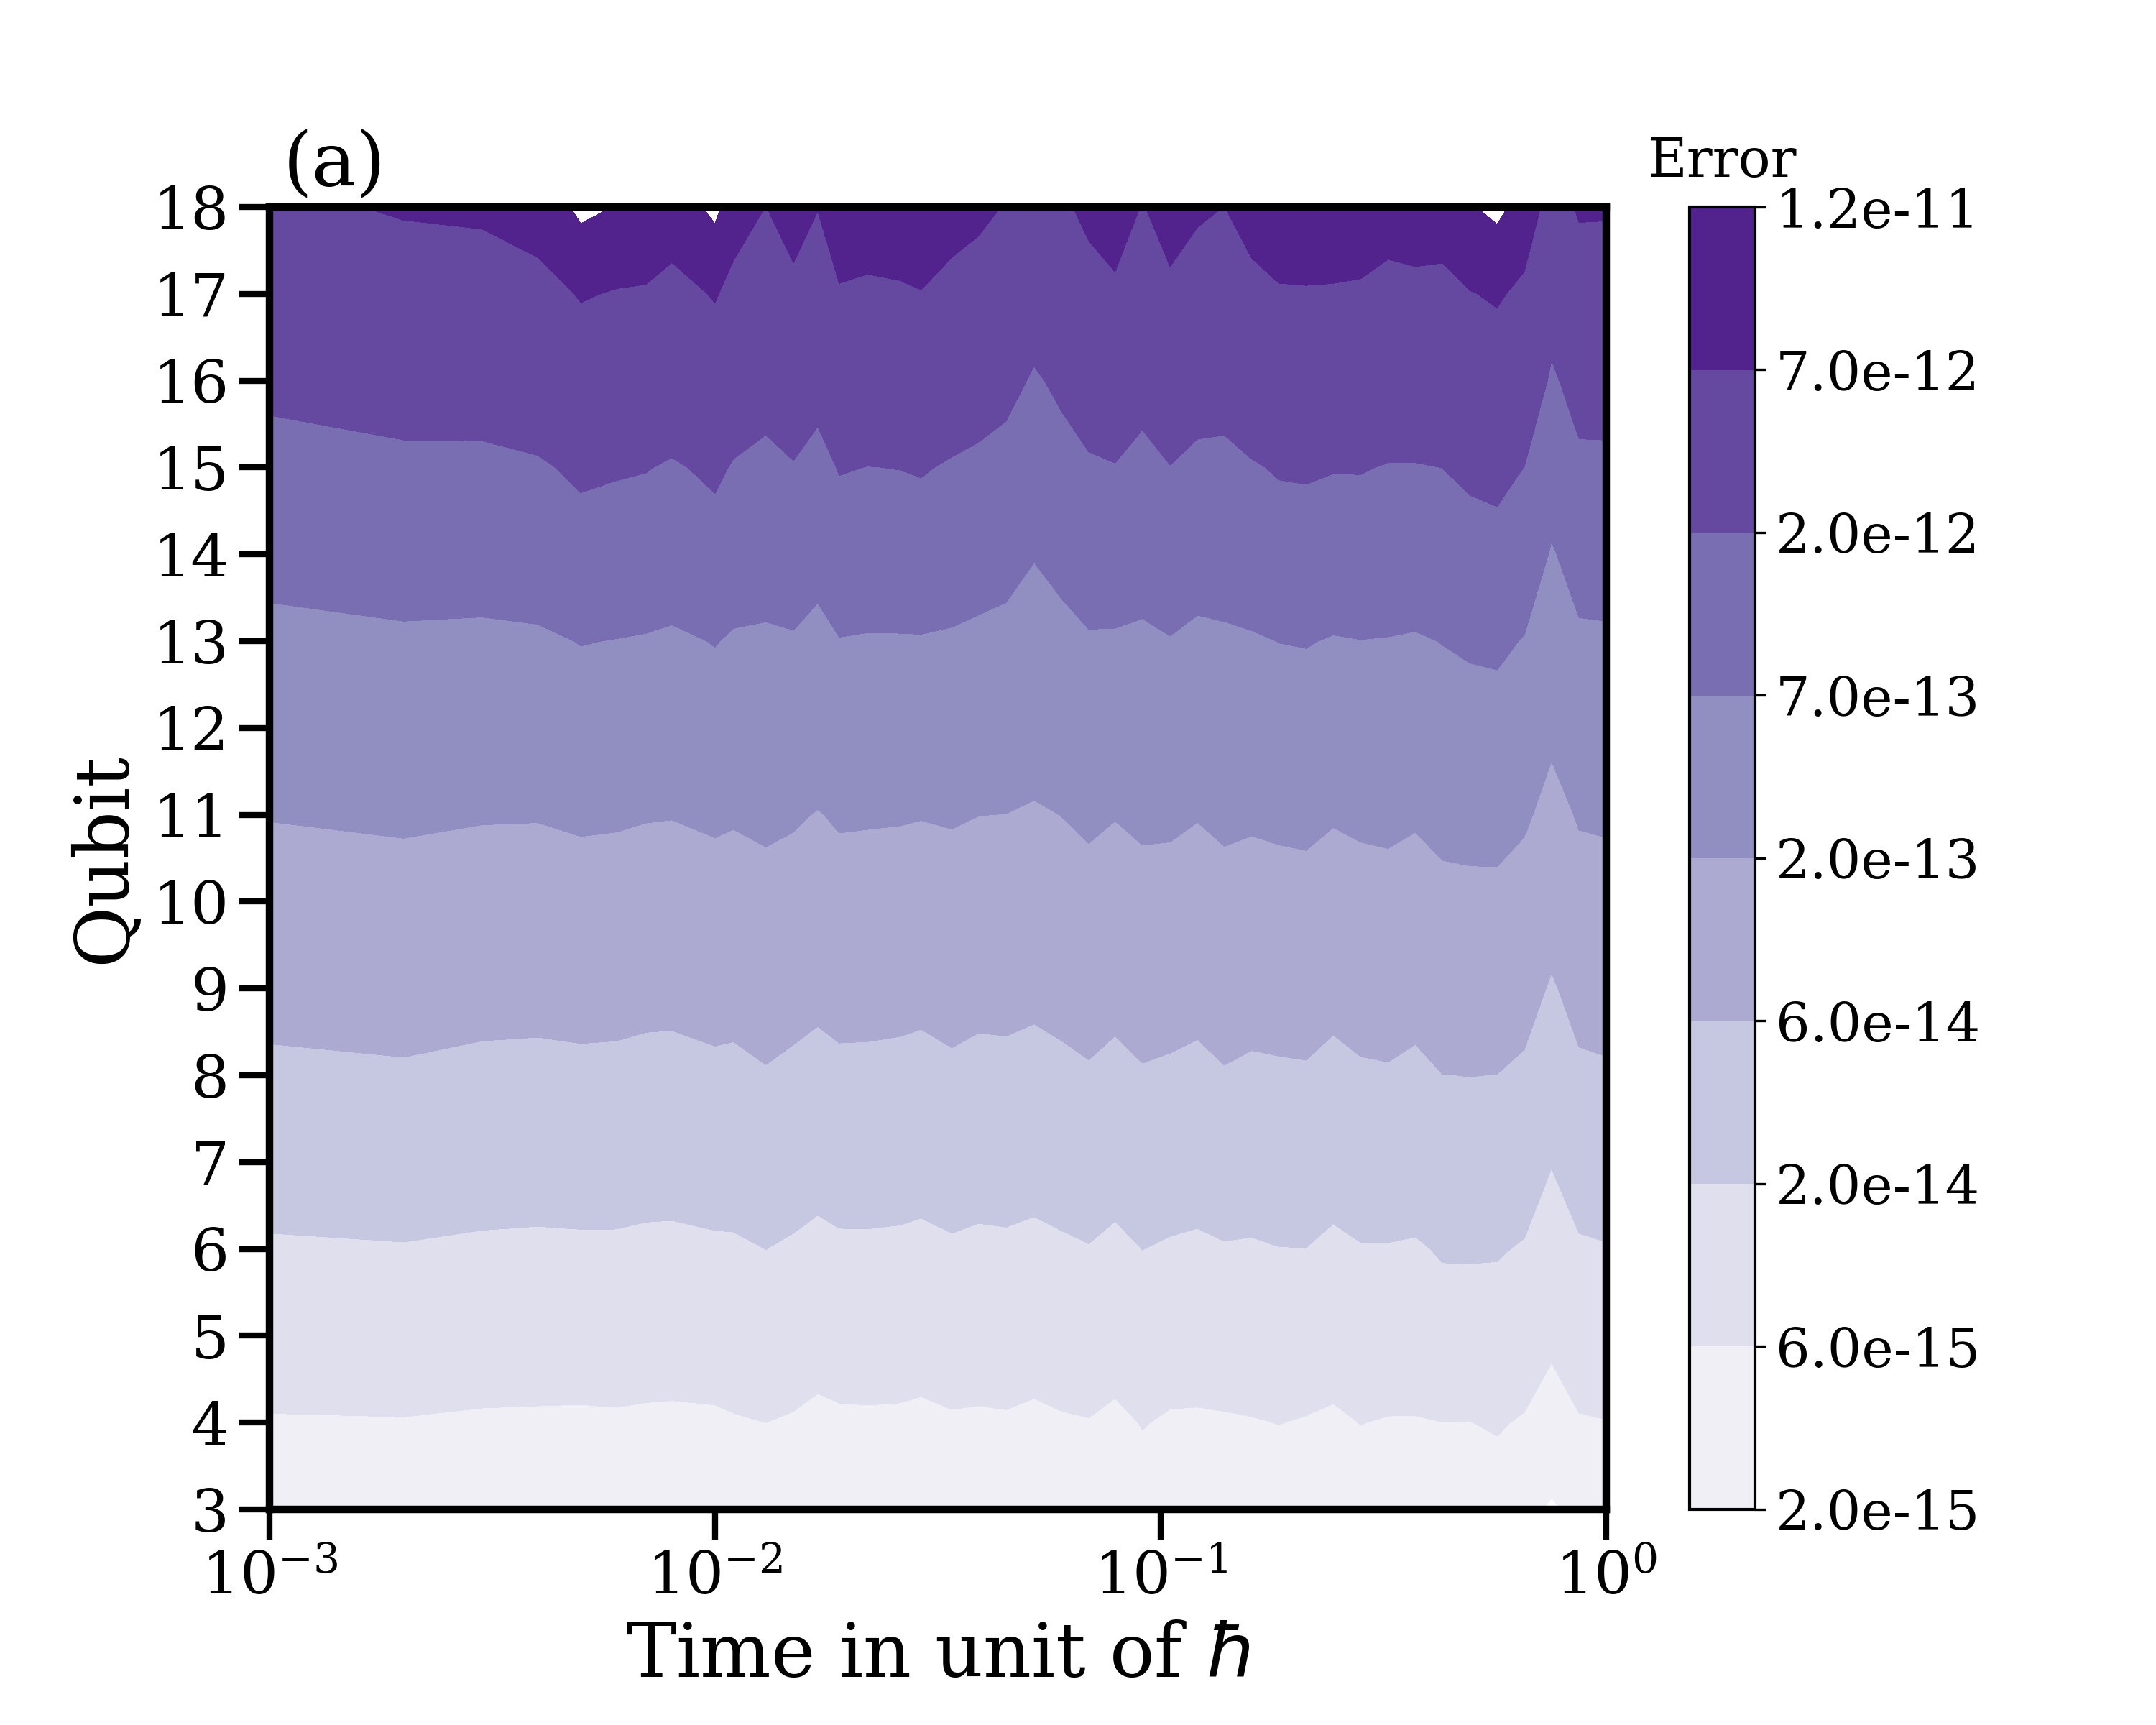 (a)
Error
18
17
16
15
14
13
12
11
10
9
8
7
6
5
4
3
Qubit
10⁻³ 10⁻² 10⁻¹ 10⁰
Time in unit of ħ
1.2e-11
7.0e-12
2.0e-12
7.0e-13
2.0e-13
6.0e-14
2.0e-14
6.0e-15
2.0e-15